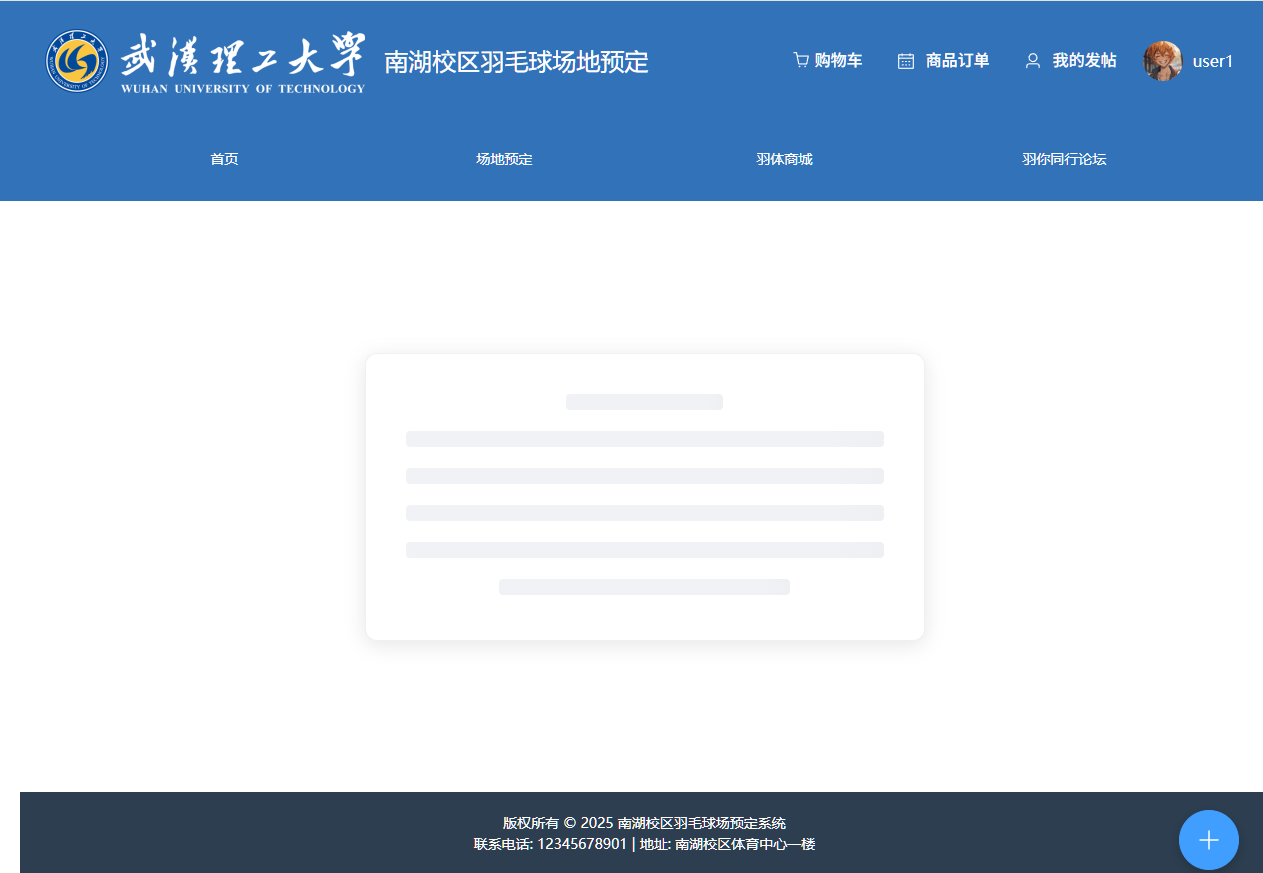 武漢理工大學
WUHAN UNIVERSITY OF TECHNOLOGY
南湖校区羽毛球场地预定
购物车
商品订单
我的发帖
user1
首页
场地预定
羽体商城
羽你同行论坛
版权所有 © 2025 南湖校区羽毛球场预定系统
联系电话: 12345678901 | 地址: 南湖校区体育中心一楼